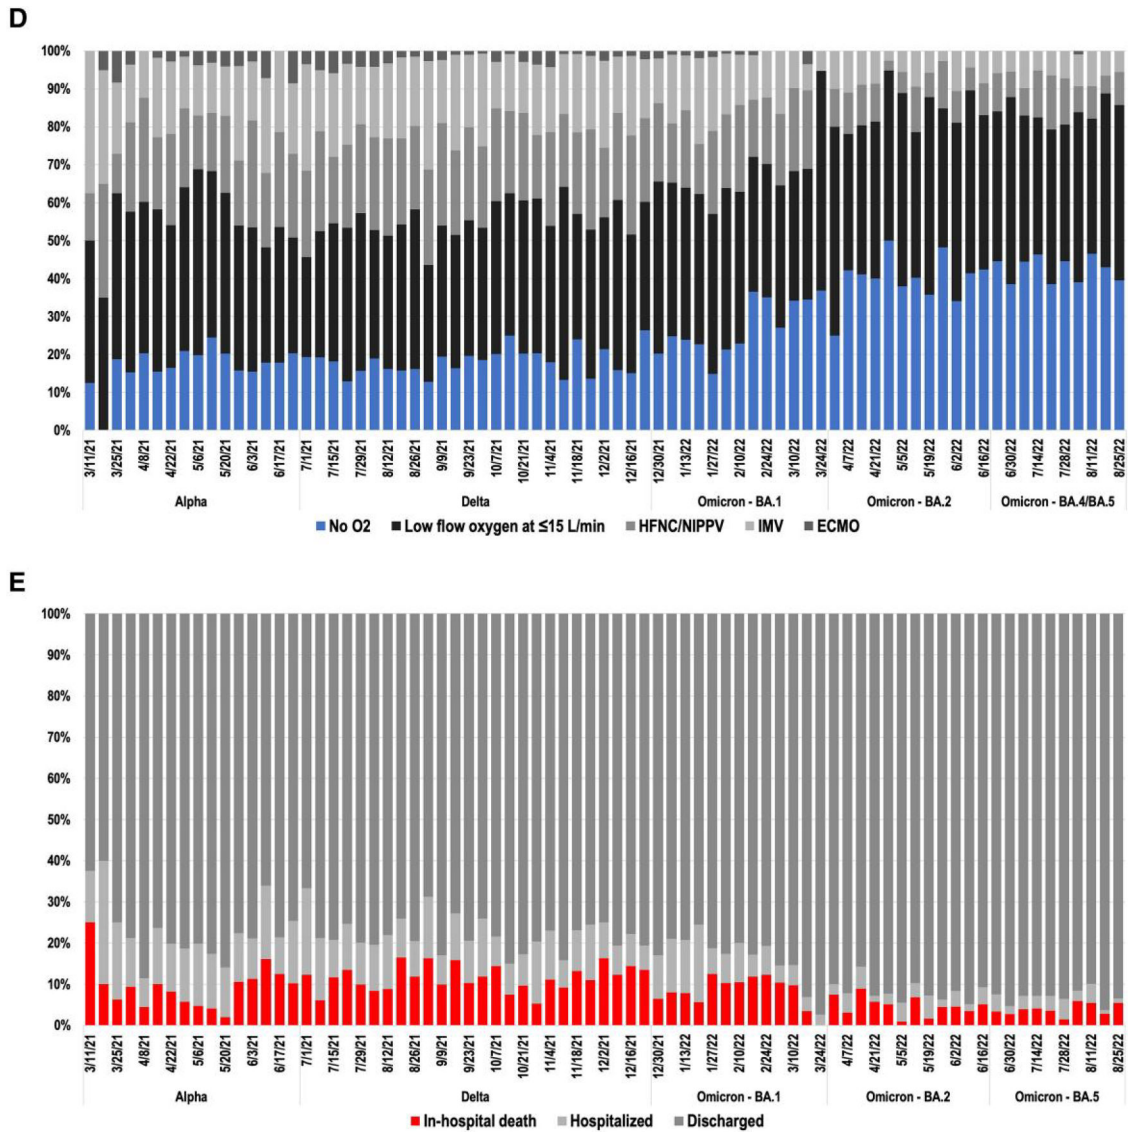 D
100%
90%
80%
70%
60%
50%
40%
30%
20%
10%
0%
3/11/21 3/25/21 4/8/21 4/22/21 5/6/21 5/20/21 6/3/21 6/17/21 7/1/21 7/15/21 7/29/21 8/12/21 8/26/21 9/9/21 9/23/21 10/7/21 10/21/21 11/4/21 11/18/21 12/2/21 12/16/21 12/30/21 1/13/22 1/27/22 2/10/22 2/24/22 3/10/22 3/24/22 4/7/22 4/21/22 5/5/22 5/19/22 6/2/22 6/16/22 6/30/22 7/14/22 7/28/22 8/11/22 8/25/22
Alpha Delta Omicron - BA.1 Omicron - BA.2 Omicron - BA.4/BA.5
No O2 Low flow oxygen at ≤15 L/min HFNC/NIPPV IMV ECMO
E
100%
90%
80%
70%
60%
50%
40%
30%
20%
10%
0%
3/11/21 3/25/21 4/8/21 4/22/21 5/6/21 5/20/21 6/3/21 6/17/21 7/1/21 7/15/21 7/29/21 8/12/21 8/26/21 9/9/21 9/23/21 10/7/21 10/21/21 11/4/21 11/18/21 12/2/21 12/16/21 12/30/21 1/13/22 1/27/22 2/10/22 2/24/22 3/10/22 3/24/22 4/7/22 4/21/22 5/5/22 5/19/22 6/2/22 6/16/22 6/30/22 7/14/22 7/28/22 8/11/22 8/25/22
Alpha Delta Omicron - BA.1 Omicron - BA.2 Omicron - BA.5
In-hospital death Hospitalized Discharged